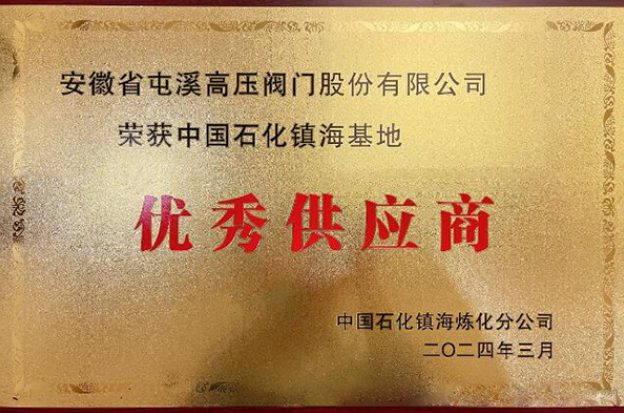 安徽省屯溪高压阀门股份有限公司
荣获中国石化镇海基地
优秀供应商
中国石化镇海炼化分公司
二〇二四年三月